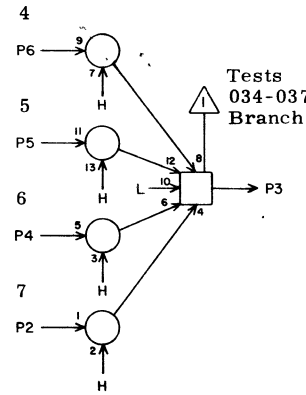 4
P6 9 7 H
1 Tests
034-037
Branch
5
P5 11 13 H
12 8
L 10 P3
6 4
6
P4 5 3 H
7
P2 1 2 H